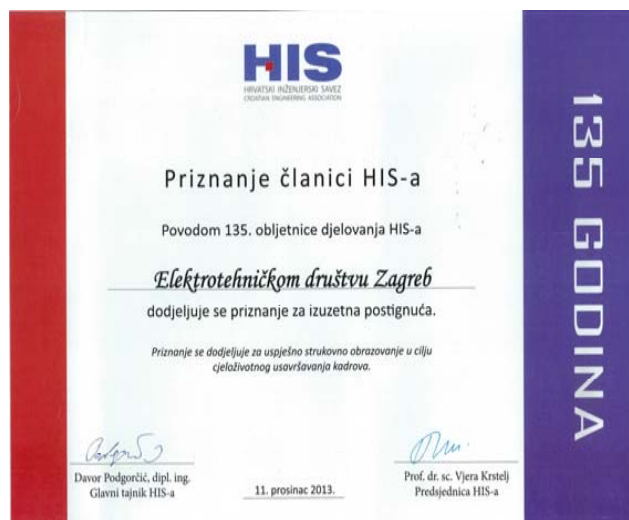 HIS
HRVATSKI INŽENJERSKI SAVEZ
CROATIAN ENGINEERING ASSOCIATION
Priznanje članici HIS-a
Povodom 135. obljetnice djelovanja HIS-a
Elektrotehničkom društvu Zagreb
dodjeljuje se priznanje za izuzetna postignuća.
Priznanje se dodjeljuje za uspješno strukovno obrazovanje u cilju
cjeloživotnog usavršavanja kadrova.
Davor Podgorčić, dipl. ing.
Glavni tajnik HIS-a
11. prosinac 2013.
Prof. dr. sc. Vjera Krstelj
Predsjednica HIS-a
135 GODINA